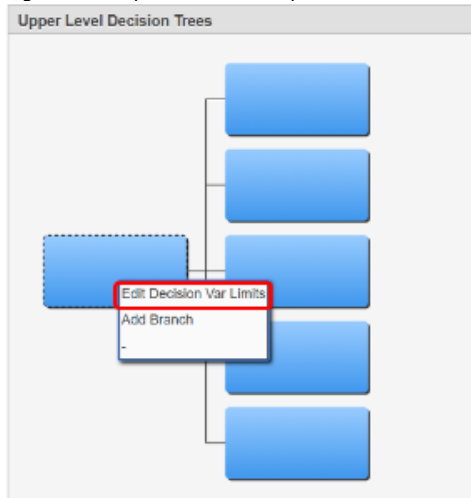 Upper Level Decision Trees
Edit Decision Var Limits
Add Branch
-